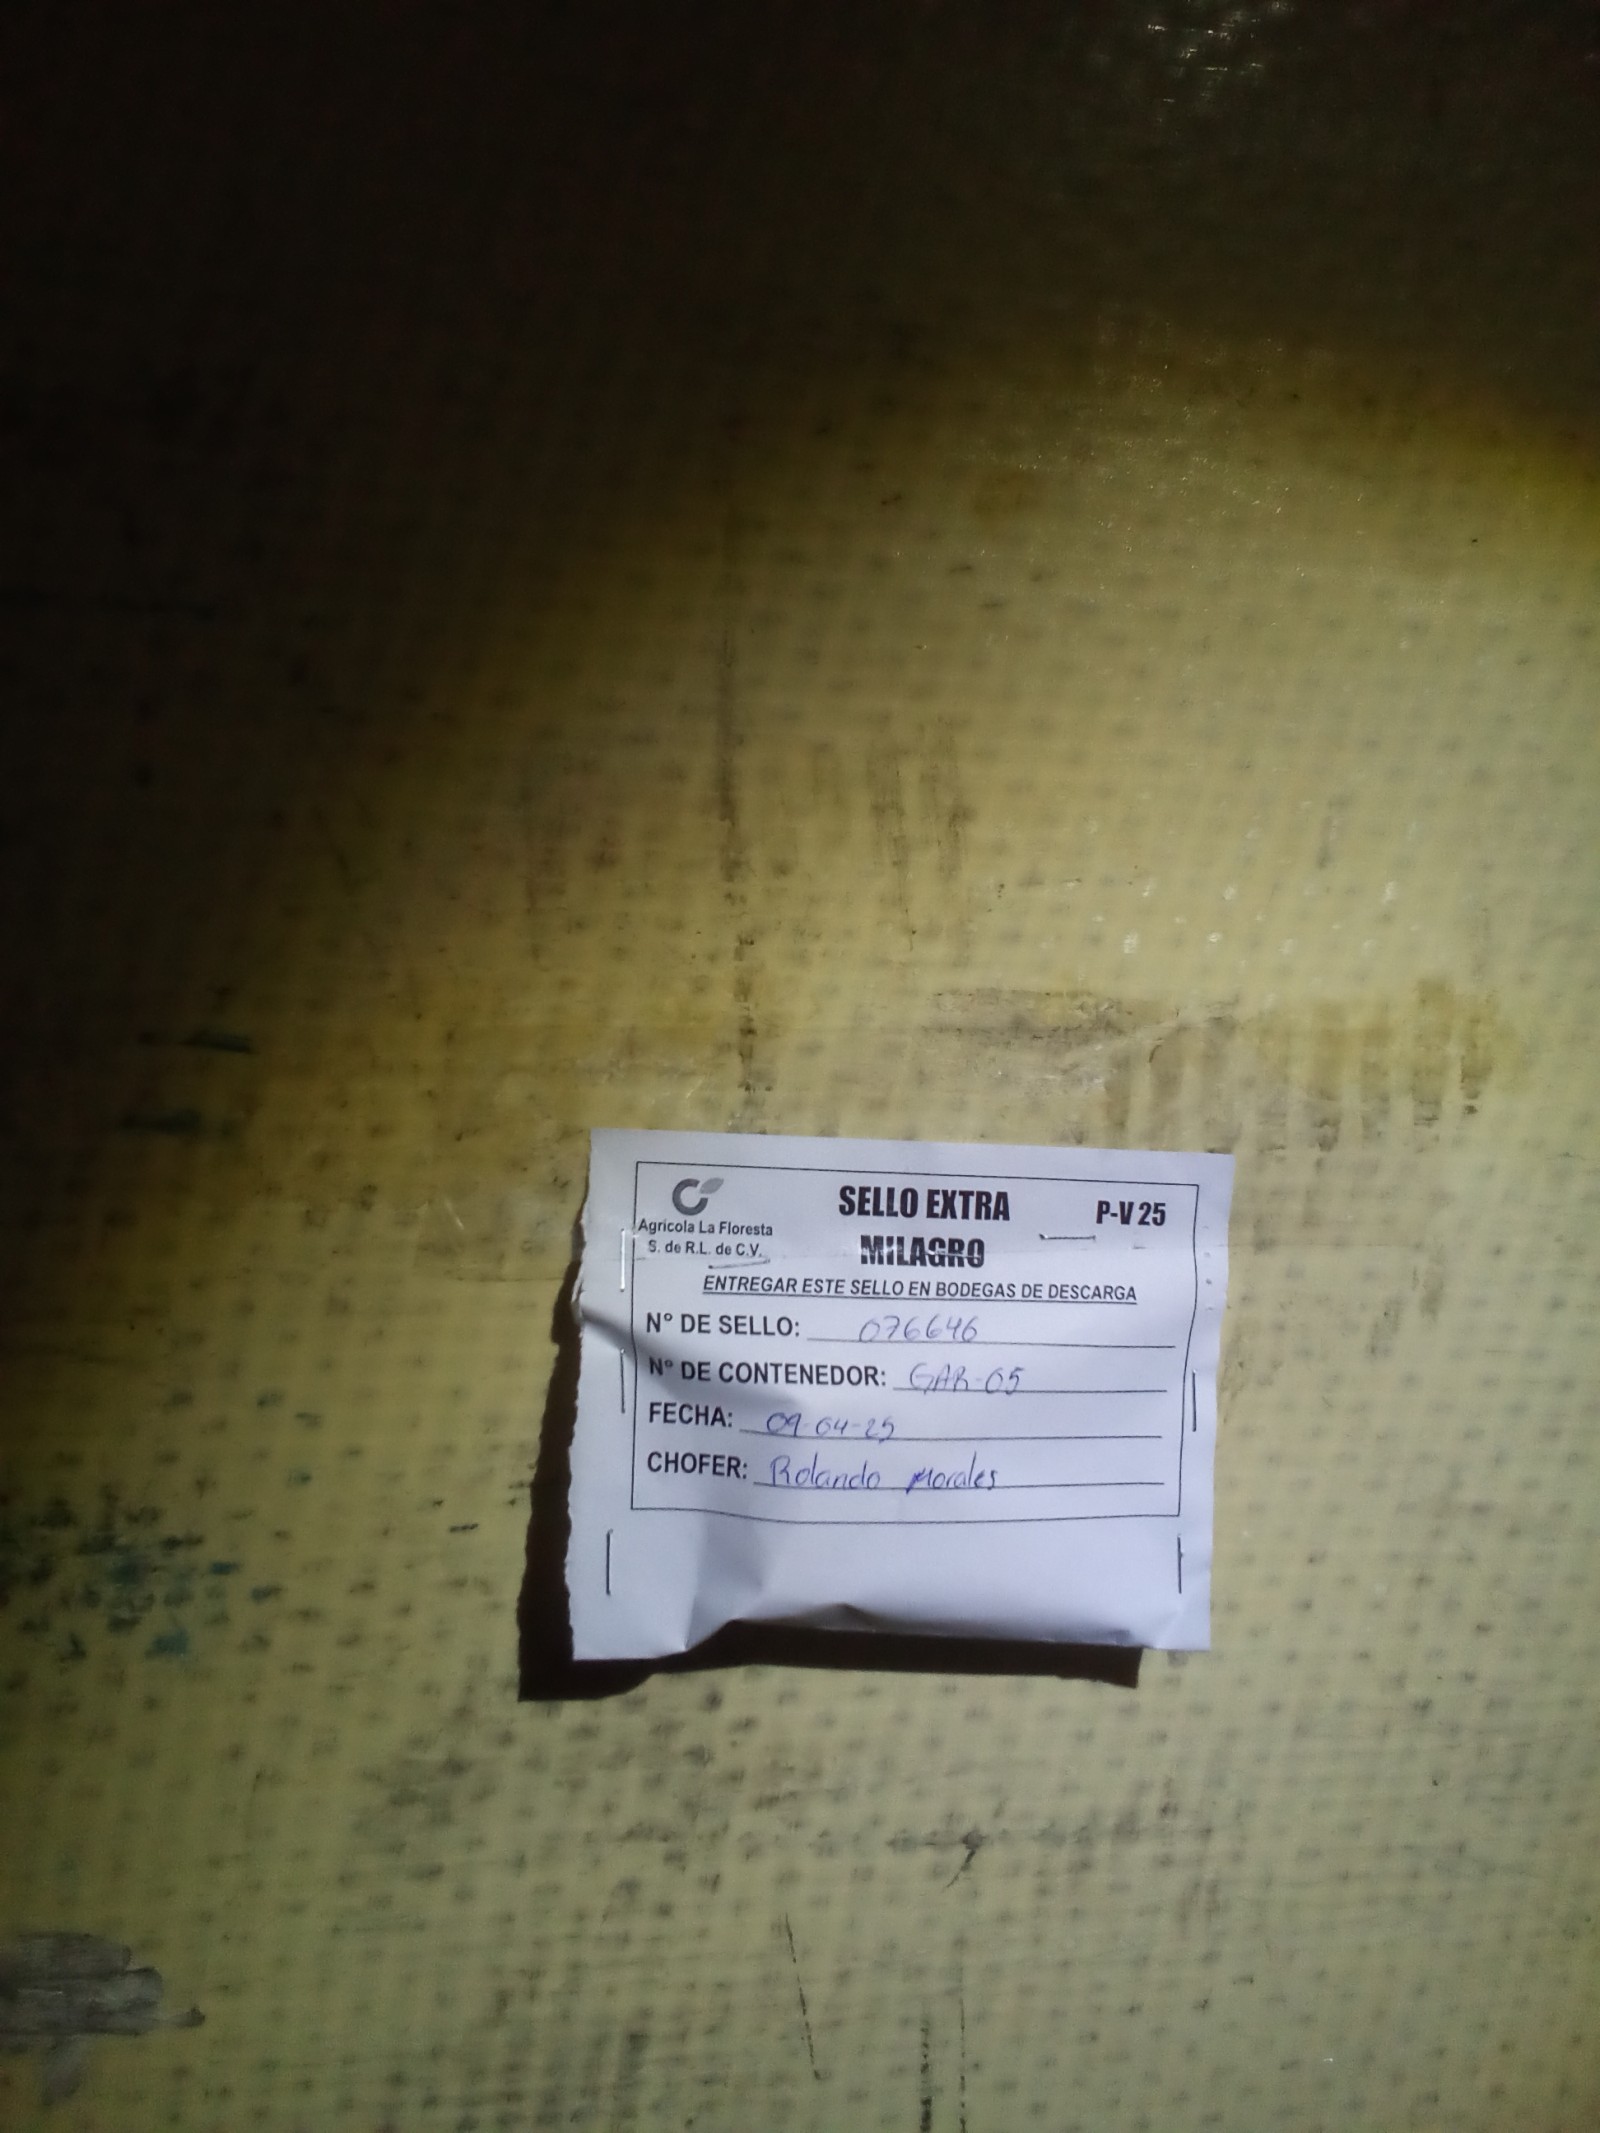 SELLO EXTRA P-V 25
Agricola La Floresta
S. de R.L. de C.V.
MILAGRO
ENTREGAR ESTE SELLO EN BODEGAS DE DESCARGA
N° DE SELLO: 076646
N° DE CONTENEDOR: GAR-05
FECHA: 09-04-25
CHOFER: Rolando Morales